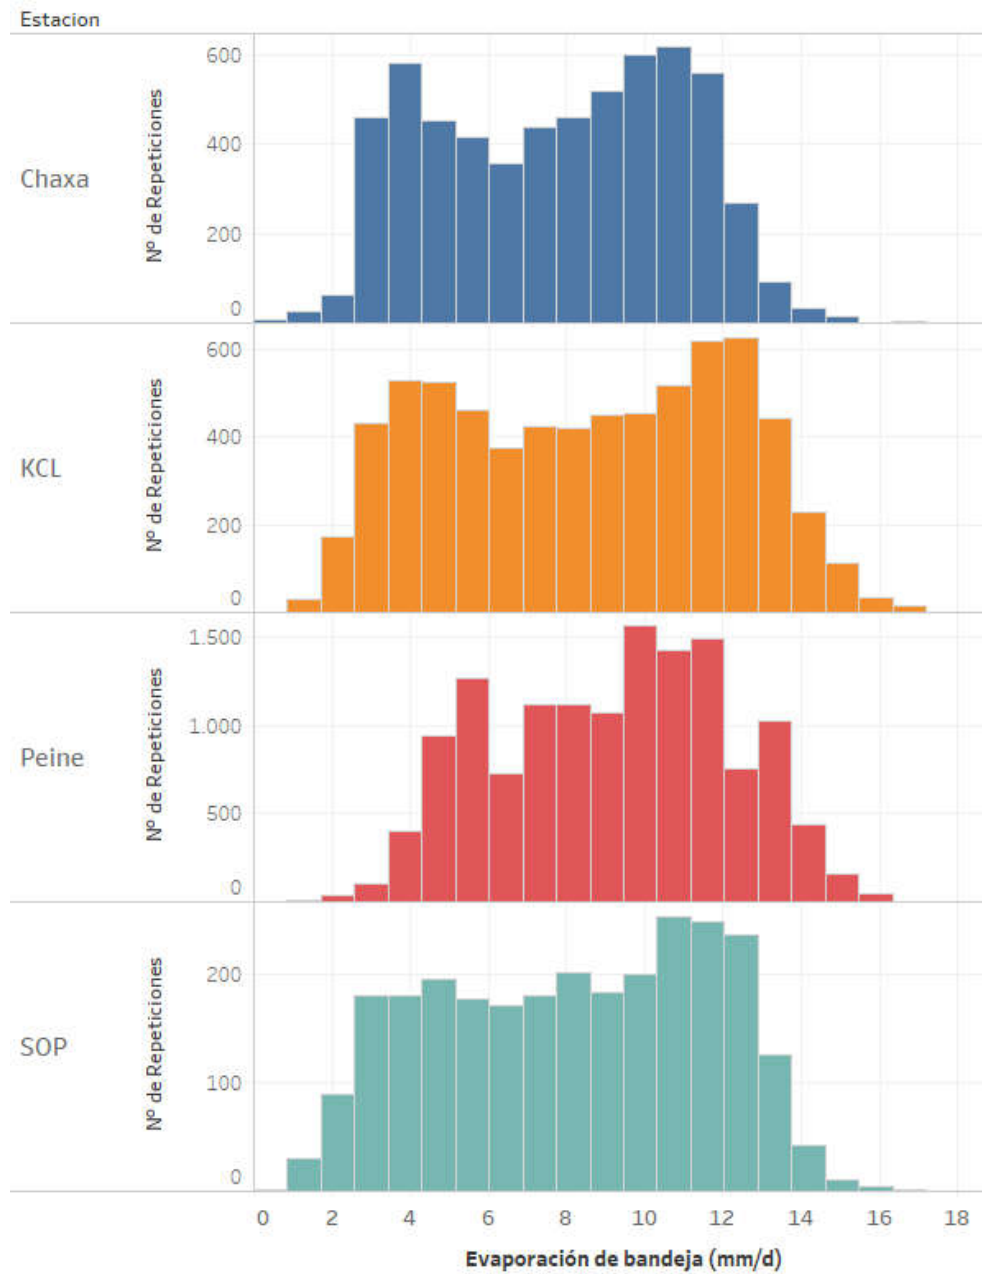 Estacion
Chaxa
Nº de Repeticiones
600
400
200
0
KCL
Nº de Repeticiones
600
400
200
0
Peine
Nº de Repeticiones
1.500
1.000
500
0
SOP
Nº de Repeticiones
200
100
0
0 2 4 6 8 10 12 14 16 18
Evaporación de bandeja (mm/d)